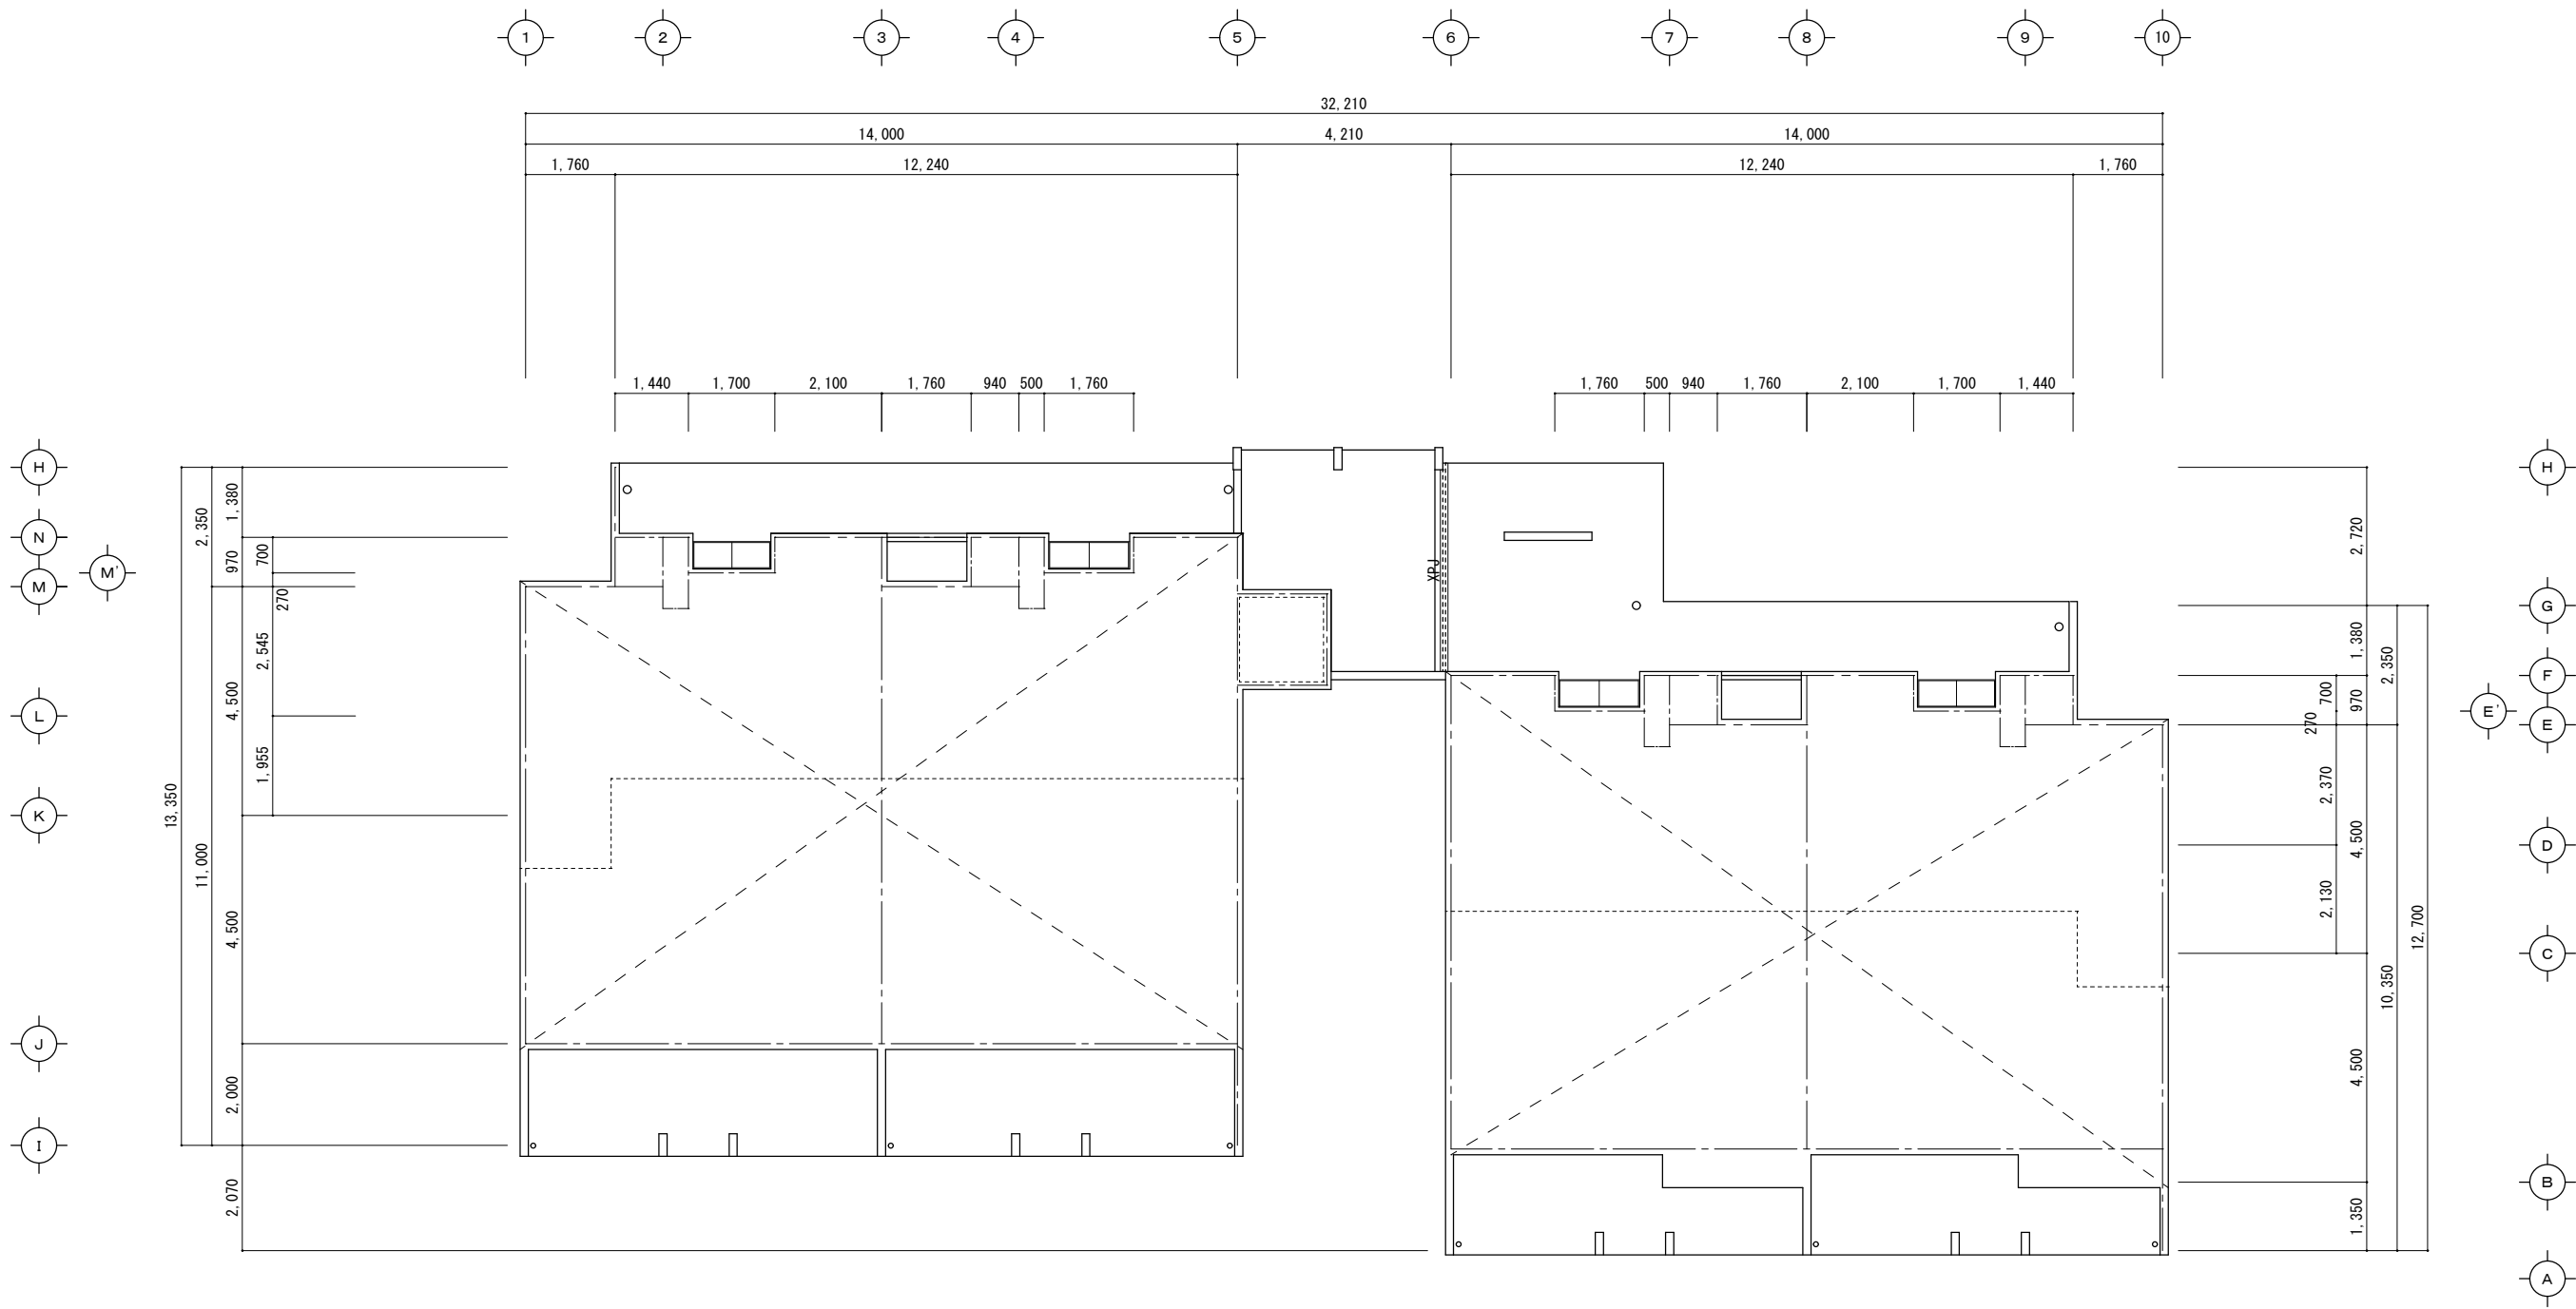 1 2 3 4 5 6 7 8 9 10
32,210
14,000 4,210 14,000
1,760 12,240 12,240 1,760
1,440 1,700 2,100 1,760 940 500 1,760
1,760 500 940 1,760 2,100 1,700 1,440
H
N
M
M'
L
K
J
I
13,350
2,350
11,000
1,380
970
4,500
4,500
2,000
2,070
700
270
2,545
1,955
XPJ
2,720
1,380
970
4,500
4,500
1,350
700
270
2,370
2,130
2,350
10,350
12,700
H
G
F
E'
E
D
C
B
A